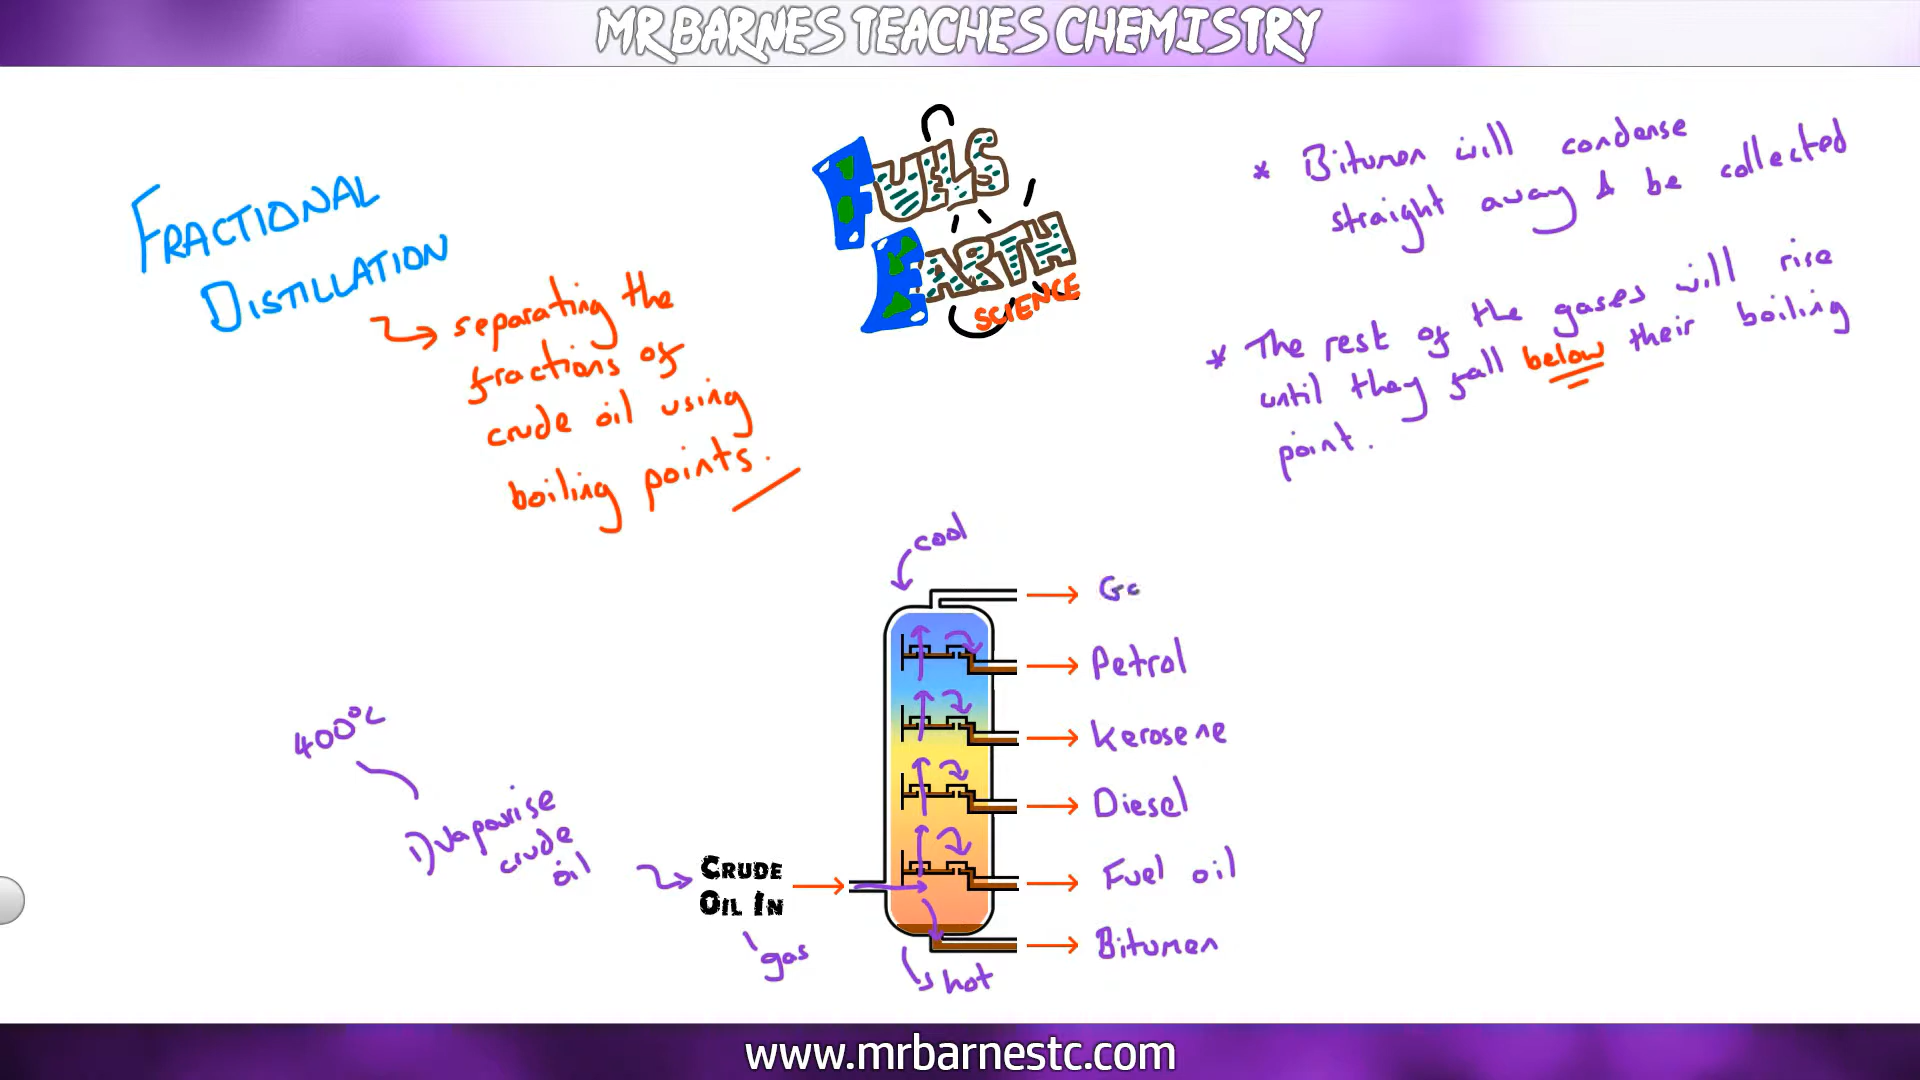 MR BARNES TEACHES CHEMISTRY
FRACTIONAL
DISTILLATION
separating the
fractions of
crude oil using
boiling points.
FUELS
EARTH
SCIENCE
* Bitumen will condense
straight away & be collected
* The rest of the gases will rise
until they fall below their boiling
point.
cool
Ga
Petrol
Kerosene
Diesel
Fuel oil
Bitumen
400°C
1) Vapourise
crude
oil
CRUDE
OIL IN
gas
hot
www.mrbarnestc.com